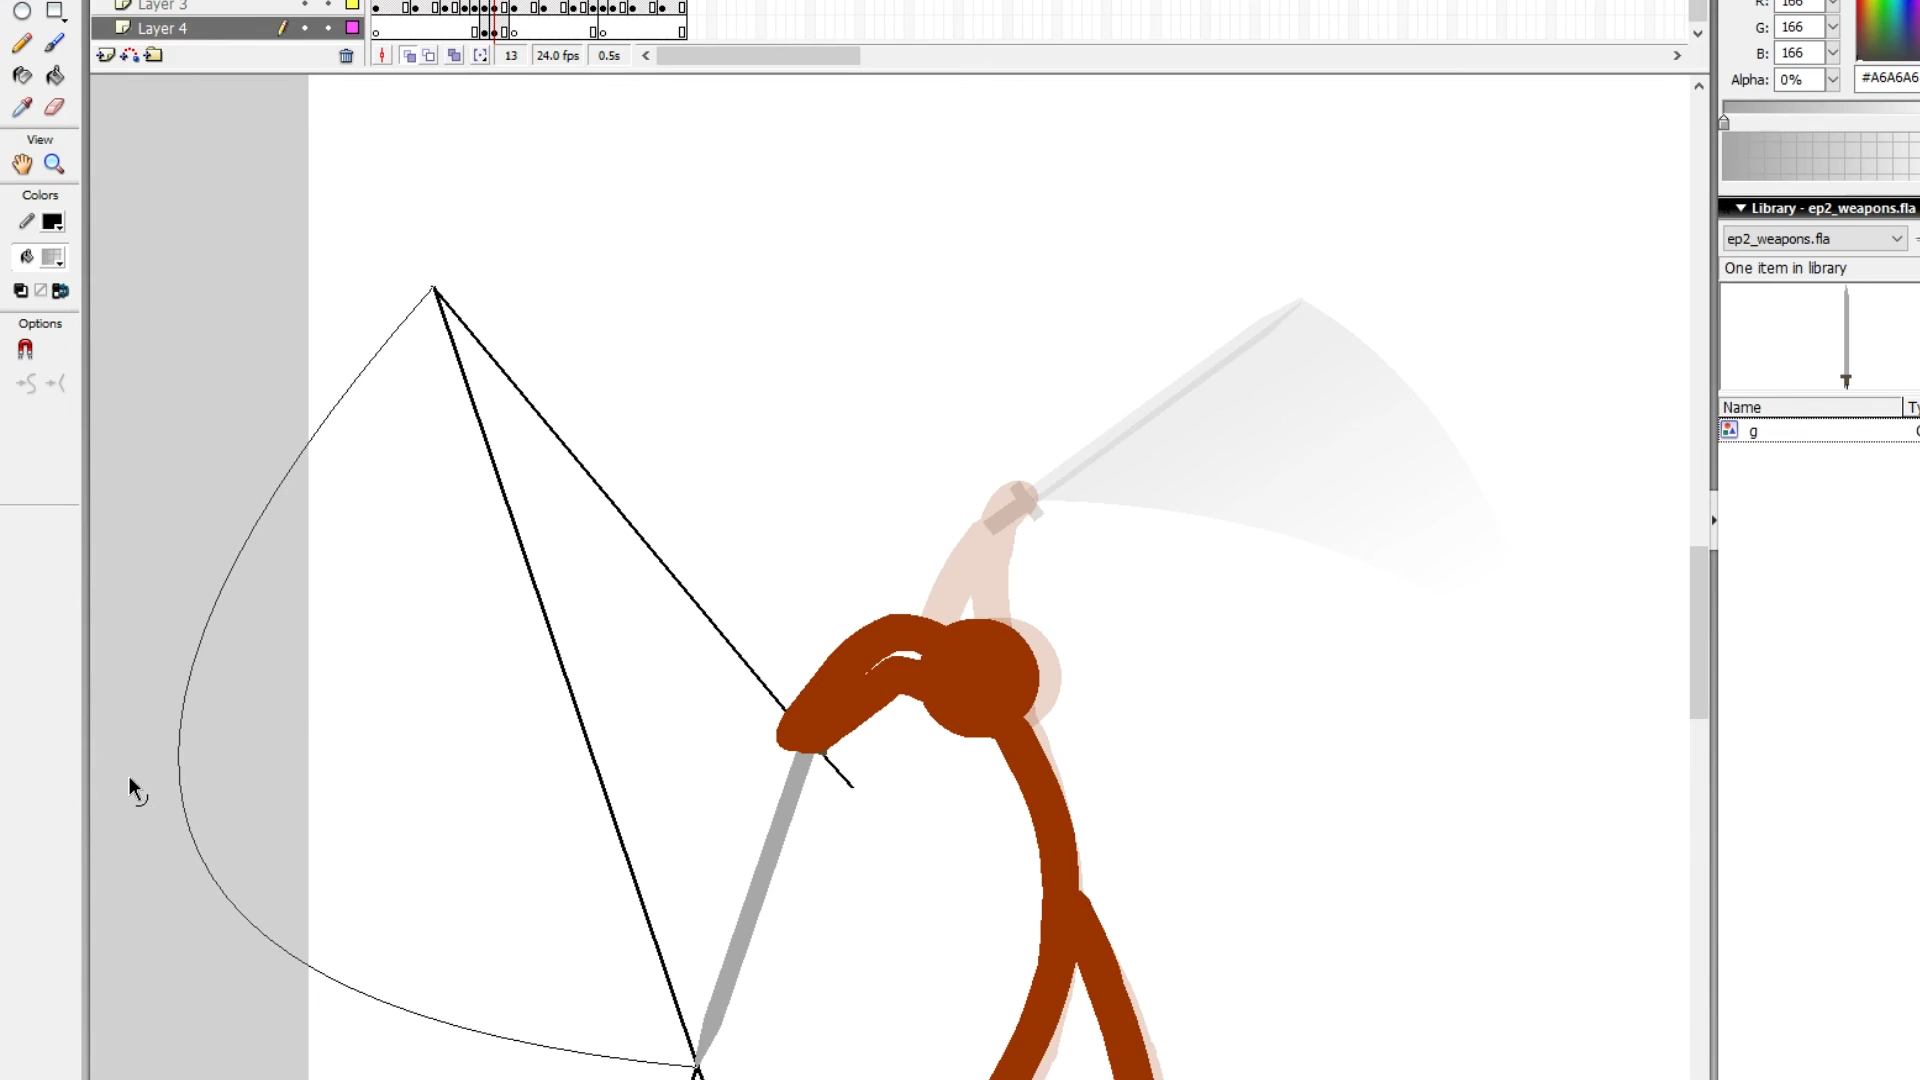 Layer 3
Layer 4
13 24.0 fps 0.5s
View
Colors
Options
R: 166
G: 166
B: 166
Alpha: 0% #A6A6A6
Library - ep2_weapons.fla
ep2_weapons.fla
One item in library
Name
g